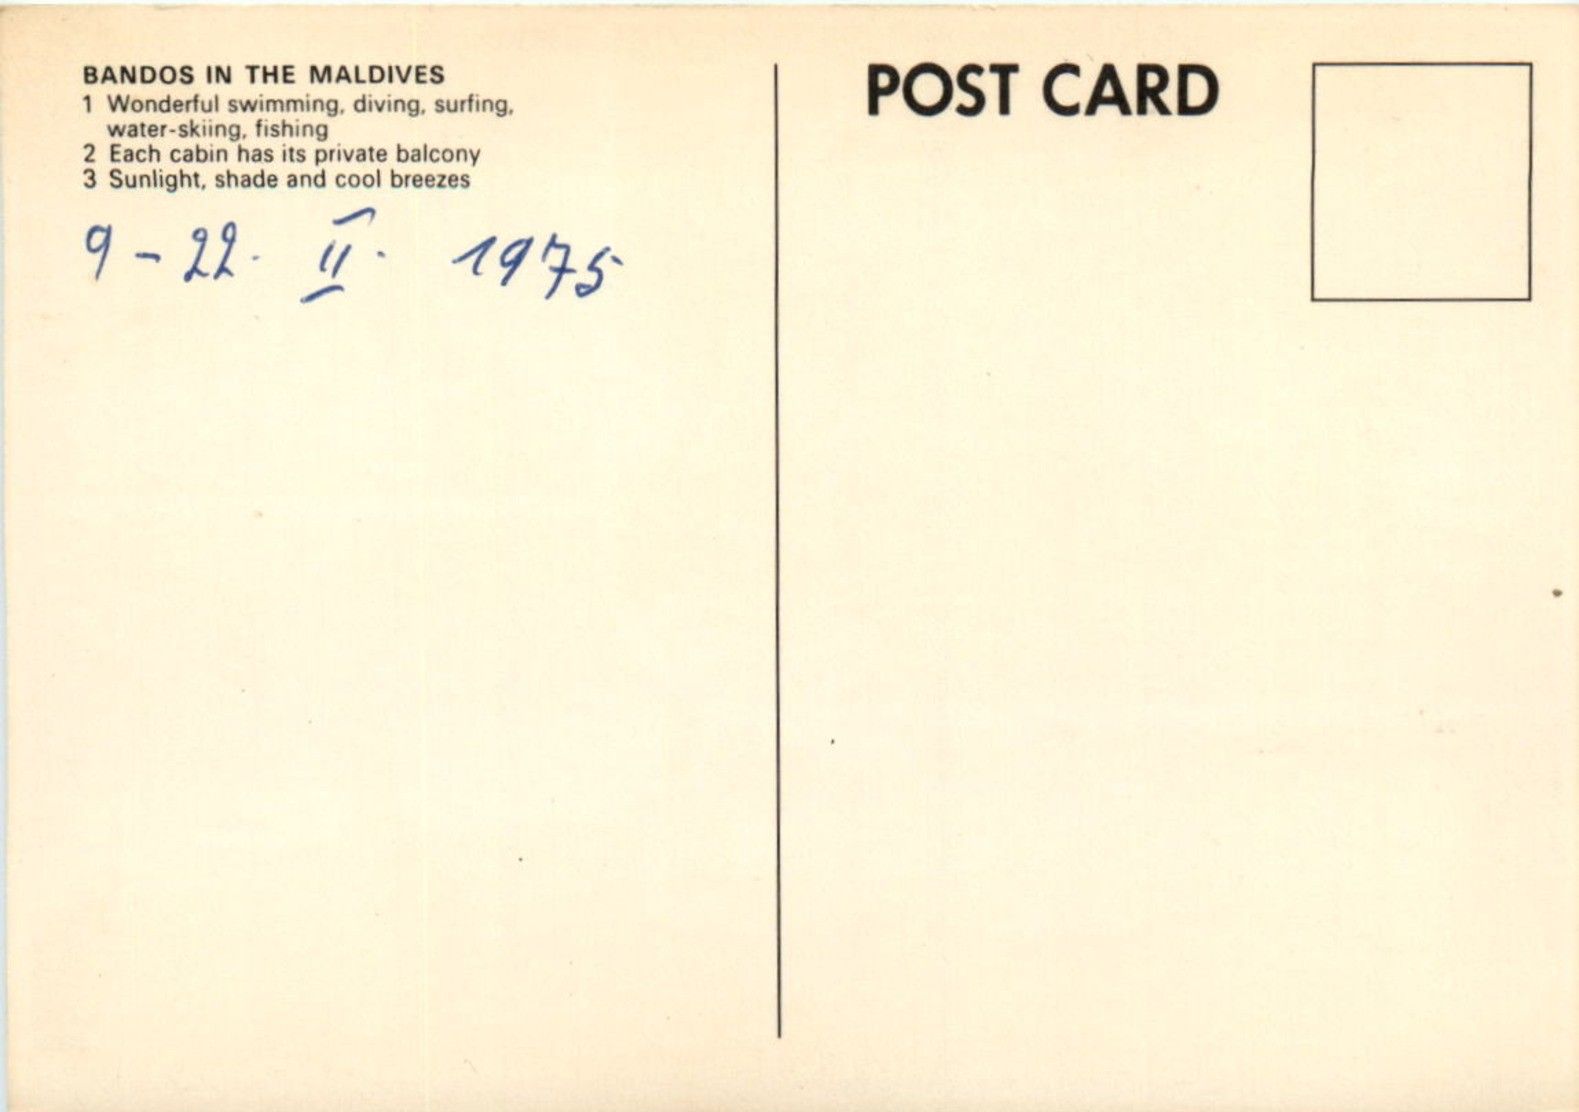 BANDOS IN THE MALDIVES
1 Wonderful swimming, diving, surfing,
water-skiing, fishing
2 Each cabin has its private balcony
3 Sunlight, shade and cool breezes
9 - 22. II. 1975
POST CARD